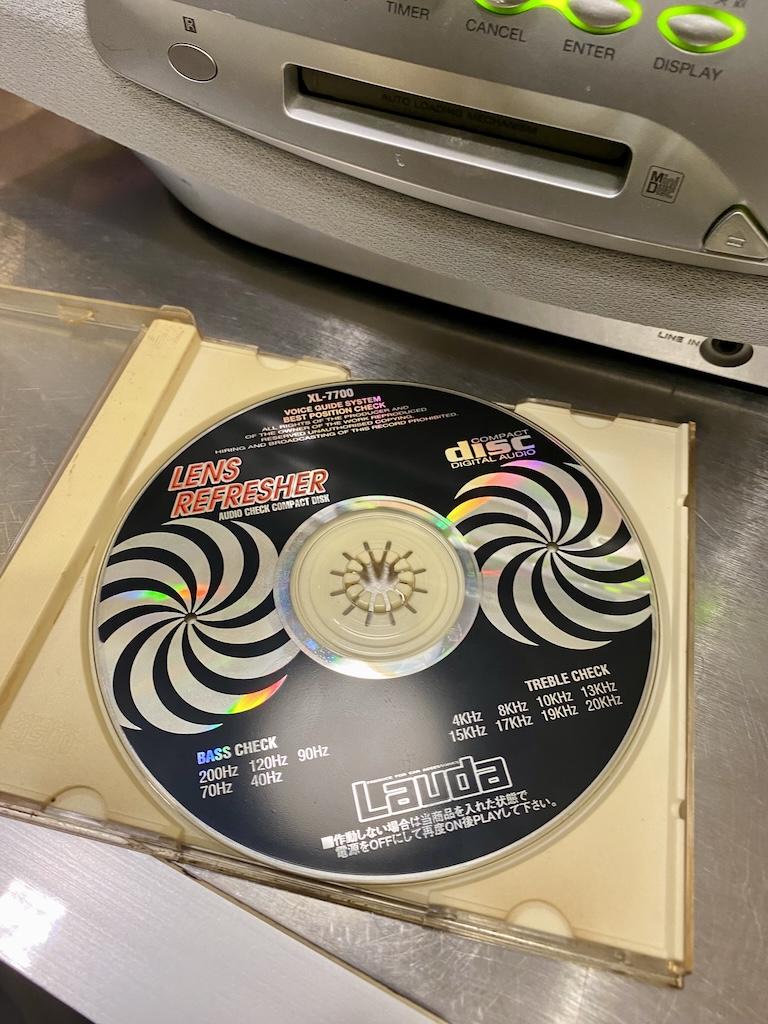 TIMER
CANCEL
ENTER
DISPLAY
AUTO LOADING MECHANISM
Mini
Disc
LINE IN
XL-7700
VOICE GUIDE SYSTEM
BEST POSITION CHECK
ALL RIGHTS OF THE PRODUCER AND
OF THE OWNER OF THE WORK REPRODUCED
RESERVED UNAUTHORISED COPYING.
HIRING AND BROADCASTING OF THIS RECORD PROHIBITED.
LENS
REFRESHER
AUDIO CHECK COMPACT DISK
COMPACT
disc
DIGITAL AUDIO
BASS CHECK
200Hz 120Hz 90Hz
70Hz 40Hz
TREBLE CHECK
4KHz 8KHz 10KHz 13KHz
15KHz 17KHz 19KHz 20KHz
Lauda
■作動しない場合は当商品を入れた状態で
電源をOFFにして再度ON後PLAYして下さい。